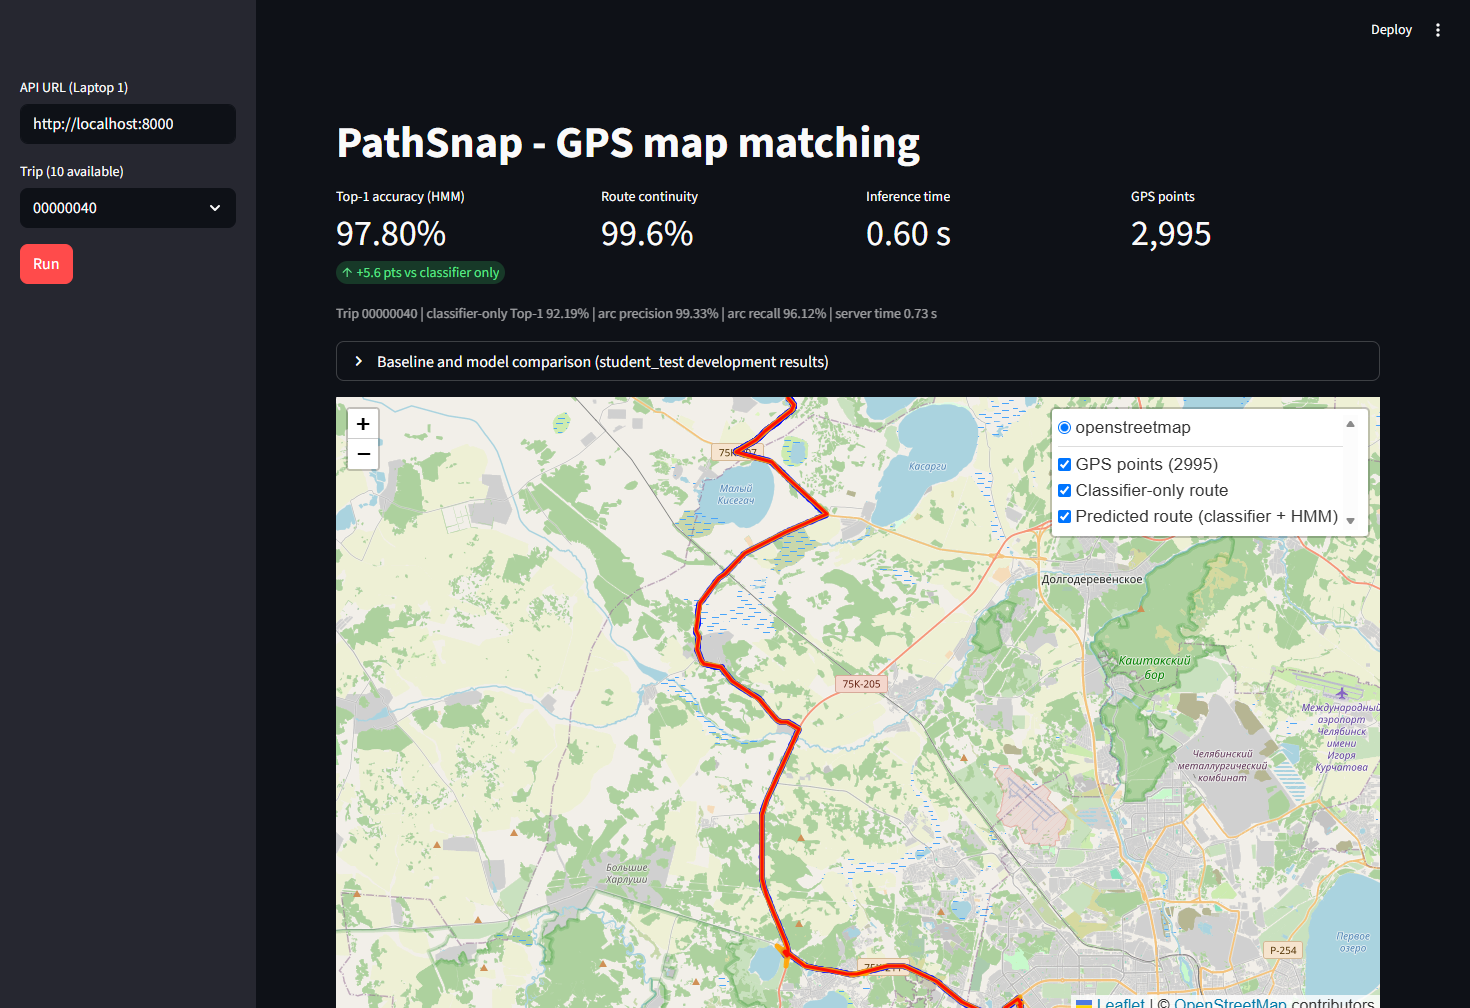 Deploy
API URL (Laptop 1)
http://localhost:8000
Trip (10 available)
00000040
Run
PathSnap - GPS map matching
Top-1 accuracy (HMM)
97.80%
↑ +5.6 pts vs classifier only
Route continuity
99.6%
Inference time
0.60 s
GPS points
2,995
Trip 00000040 | classifier-only Top-1 92.19% | arc precision 99.33% | arc recall 96.12% | server time 0.73 s
Baseline and model comparison (student_test development results)
+
−
openstreetmap
GPS points (2995)
Classifier-only route
Predicted route (classifier + HMM)
Малый
Кисегач
Касарги
Долгодеревенское
Каштакский
бор
75К-205
Международный
аэропорт
Челябинск
имени
Игоря
Курчатова
Челябинский
металлургический
комбинат
Большие
Харлуши
Первое
озеро
Р-254
Leaflet | © OpenStreetMap contributors